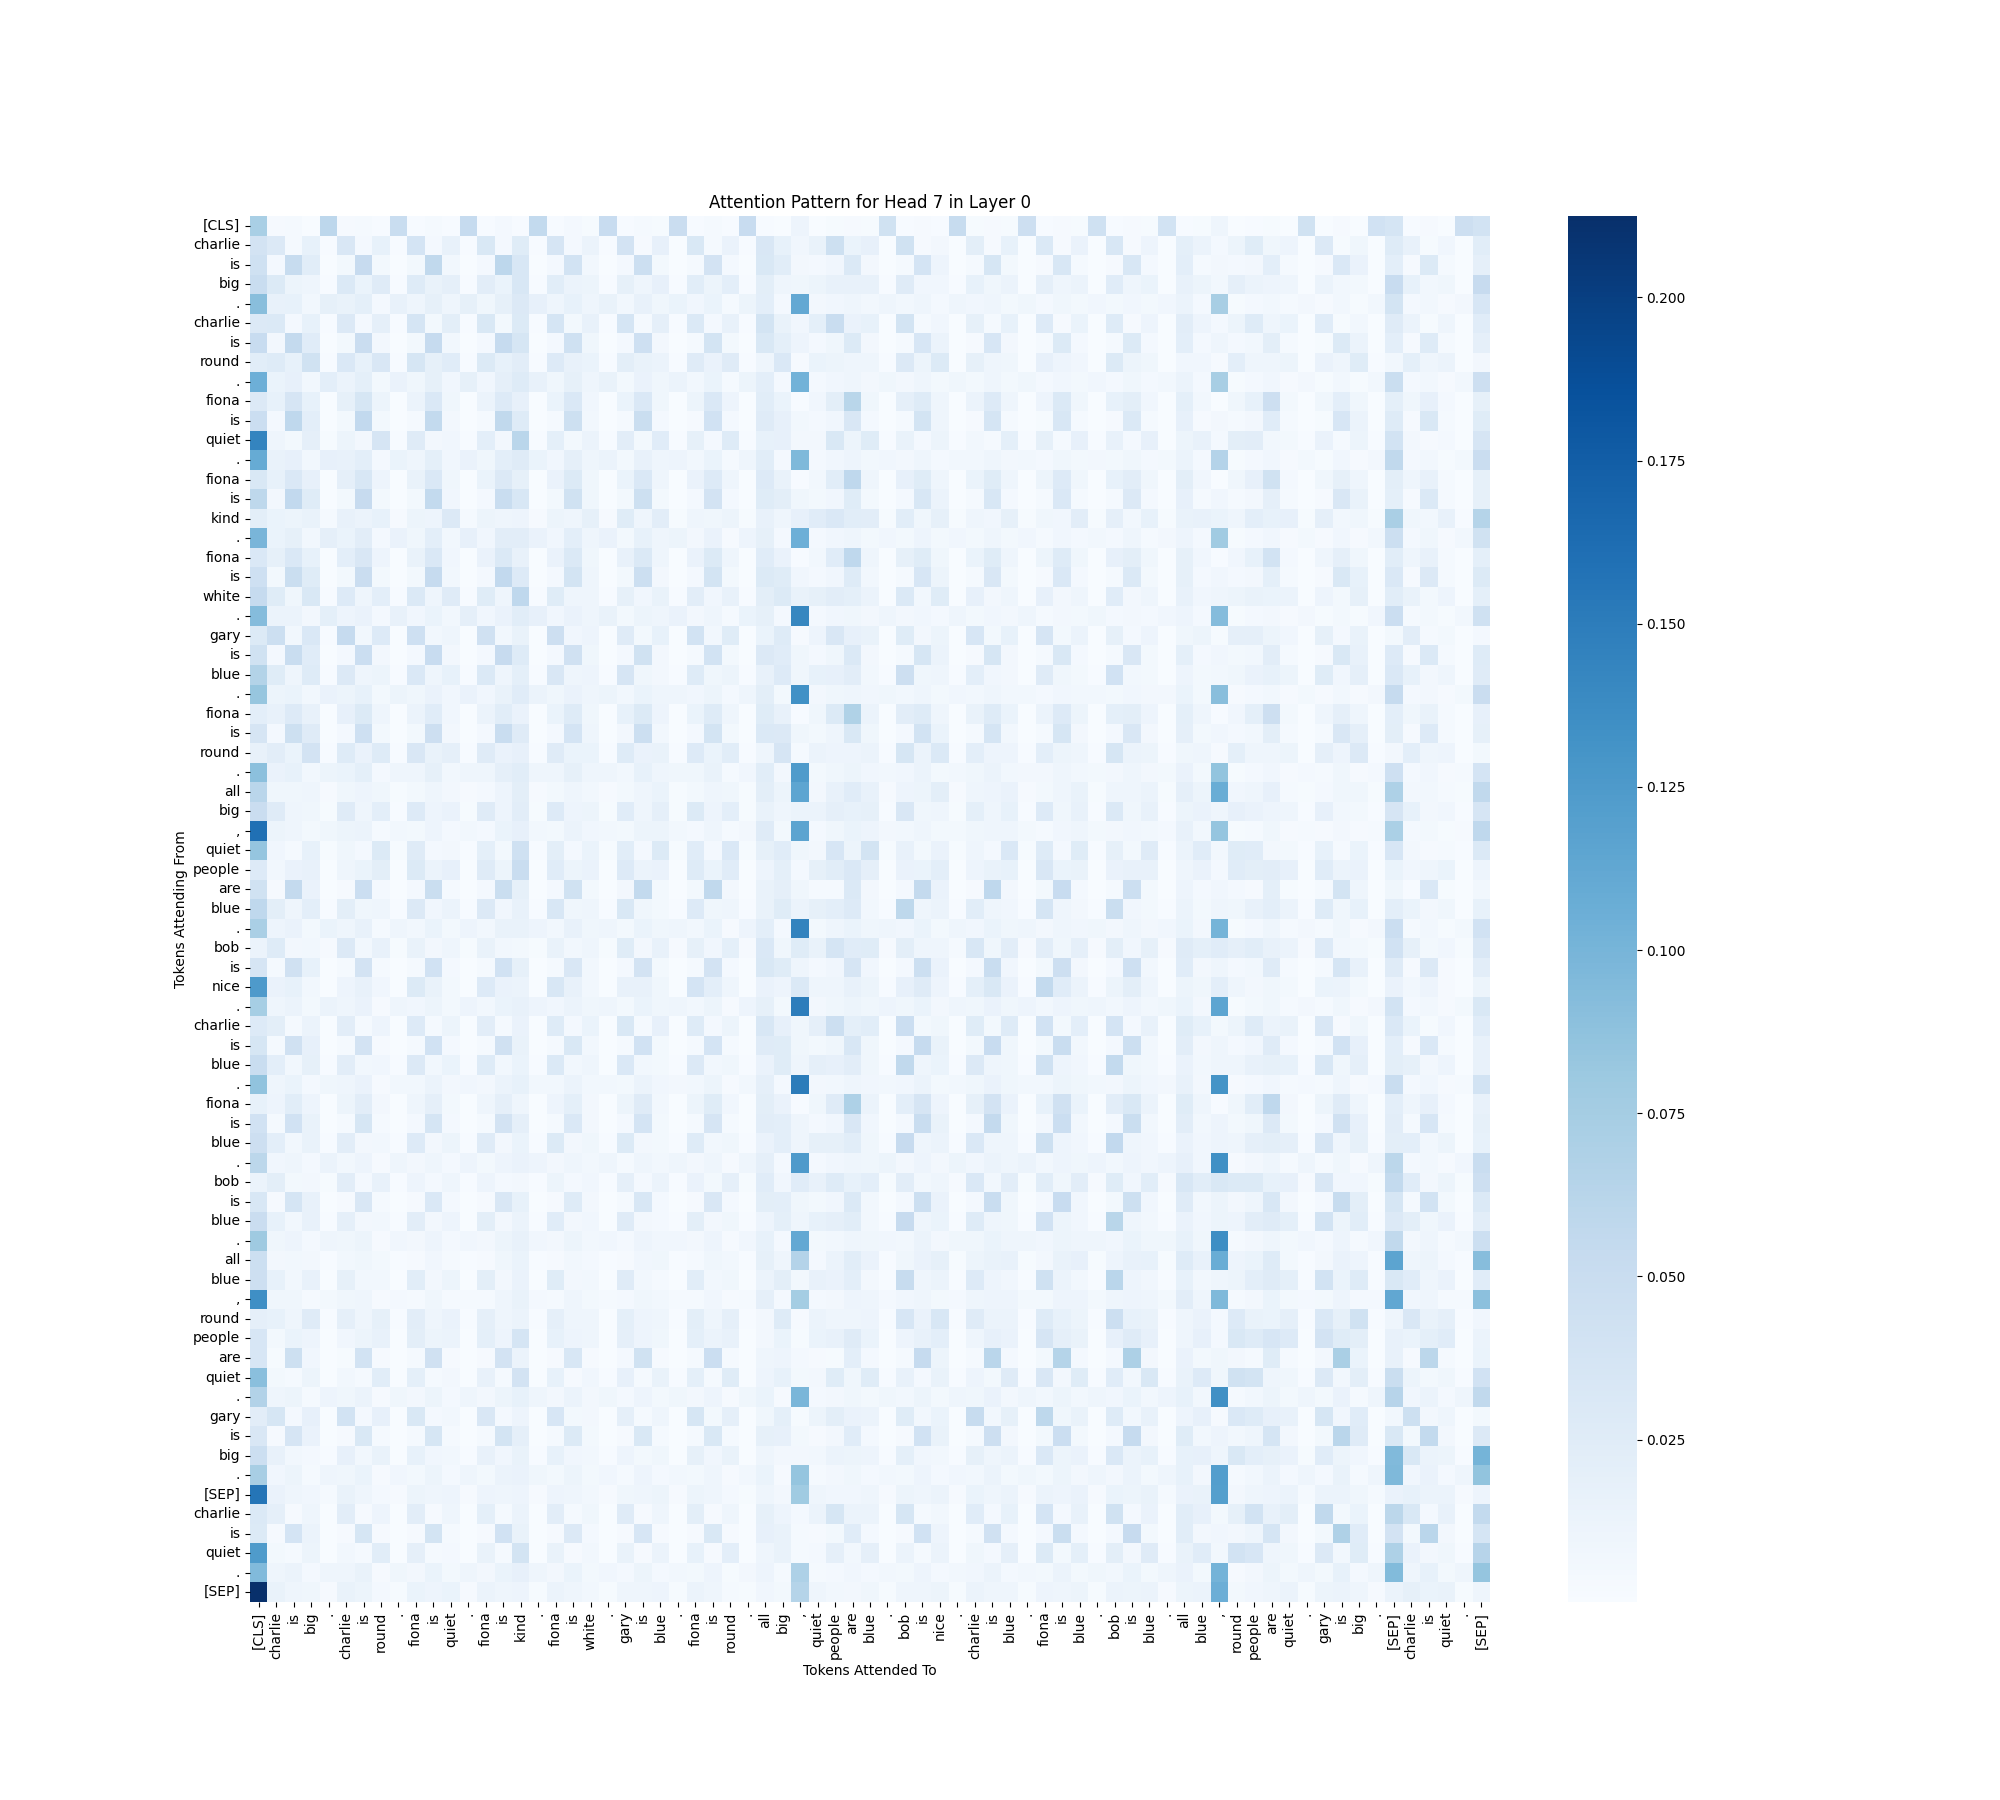 Attention Pattern for Head 7 in Layer 0
[CLS]
charlie
is
big
.
charlie
is
round
.
fiona
is
quiet
.
fiona
is
kind
.
fiona
is
white
.
gary
is
blue
.
fiona
is
round
.
all
big
,
quiet
people
are
blue
.
bob
is
nice
.
charlie
is
blue
.
fiona
is
blue
.
bob
is
blue
.
all
blue
,
round
people
are
quiet
.
gary
is
big
.
[SEP]
charlie
is
quiet
.
[SEP]
Tokens Attending From
[CLS]
charlie
is
big
.
charlie
is
round
.
fiona
is
quiet
.
fiona
is
kind
.
fiona
is
white
.
gary
is
blue
.
fiona
is
round
.
all
big
,
quiet
people
are
blue
.
bob
is
nice
.
charlie
is
blue
.
fiona
is
blue
.
bob
is
blue
.
all
blue
,
round
people
are
quiet
.
gary
is
big
.
[SEP]
charlie
is
quiet
.
[SEP]
Tokens Attended To
0.200
0.175
0.150
0.125
0.100
0.075
0.050
0.025